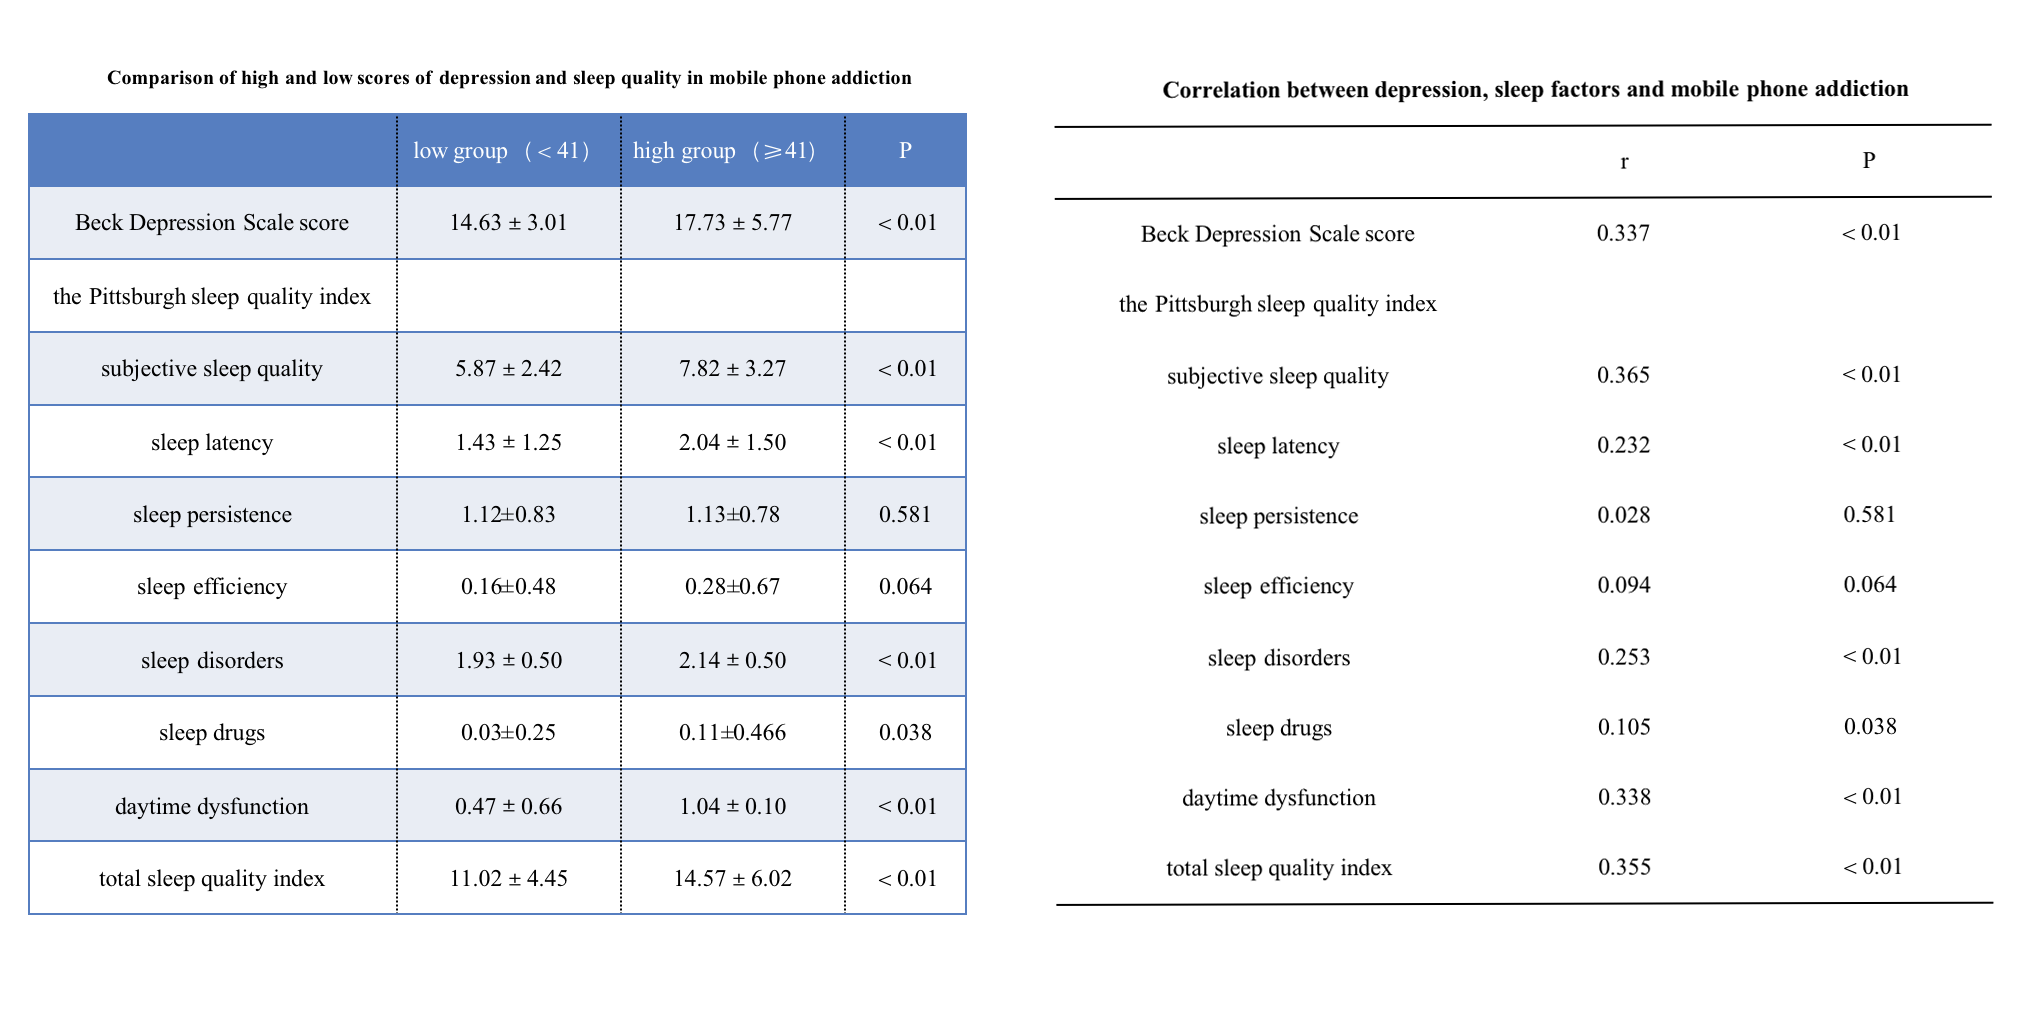 Comparison of high and low scores of depression and sleep quality in mobile phone addiction
low group (<41) high group (≥41) P
Beck Depression Scale score 14.63 ± 3.01 17.73 ± 5.77 <0.01
the Pittsburgh sleep quality index
subjective sleep quality 5.87 ± 2.42 7.82 ± 3.27 <0.01
sleep latency 1.43 ± 1.25 2.04 ± 1.50 <0.01
sleep persistence 1.12±0.83 1.13±0.78 0.581
sleep efficiency 0.16±0.48 0.28±0.67 0.064
sleep disorders 1.93 ± 0.50 2.14 ± 0.50 <0.01
sleep drugs 0.03±0.25 0.11±0.466 0.038
daytime dysfunction 0.47 ± 0.66 1.04 ± 0.10 <0.01
total sleep quality index 11.02 ± 4.45 14.57 ± 6.02 <0.01
Correlation between depression, sleep factors and mobile phone addiction
r P
Beck Depression Scale score 0.337 <0.01
the Pittsburgh sleep quality index
subjective sleep quality 0.365 <0.01
sleep latency 0.232 <0.01
sleep persistence 0.028 0.581
sleep efficiency 0.094 0.064
sleep disorders 0.253 <0.01
sleep drugs 0.105 0.038
daytime dysfunction 0.338 <0.01
total sleep quality index 0.355 <0.01